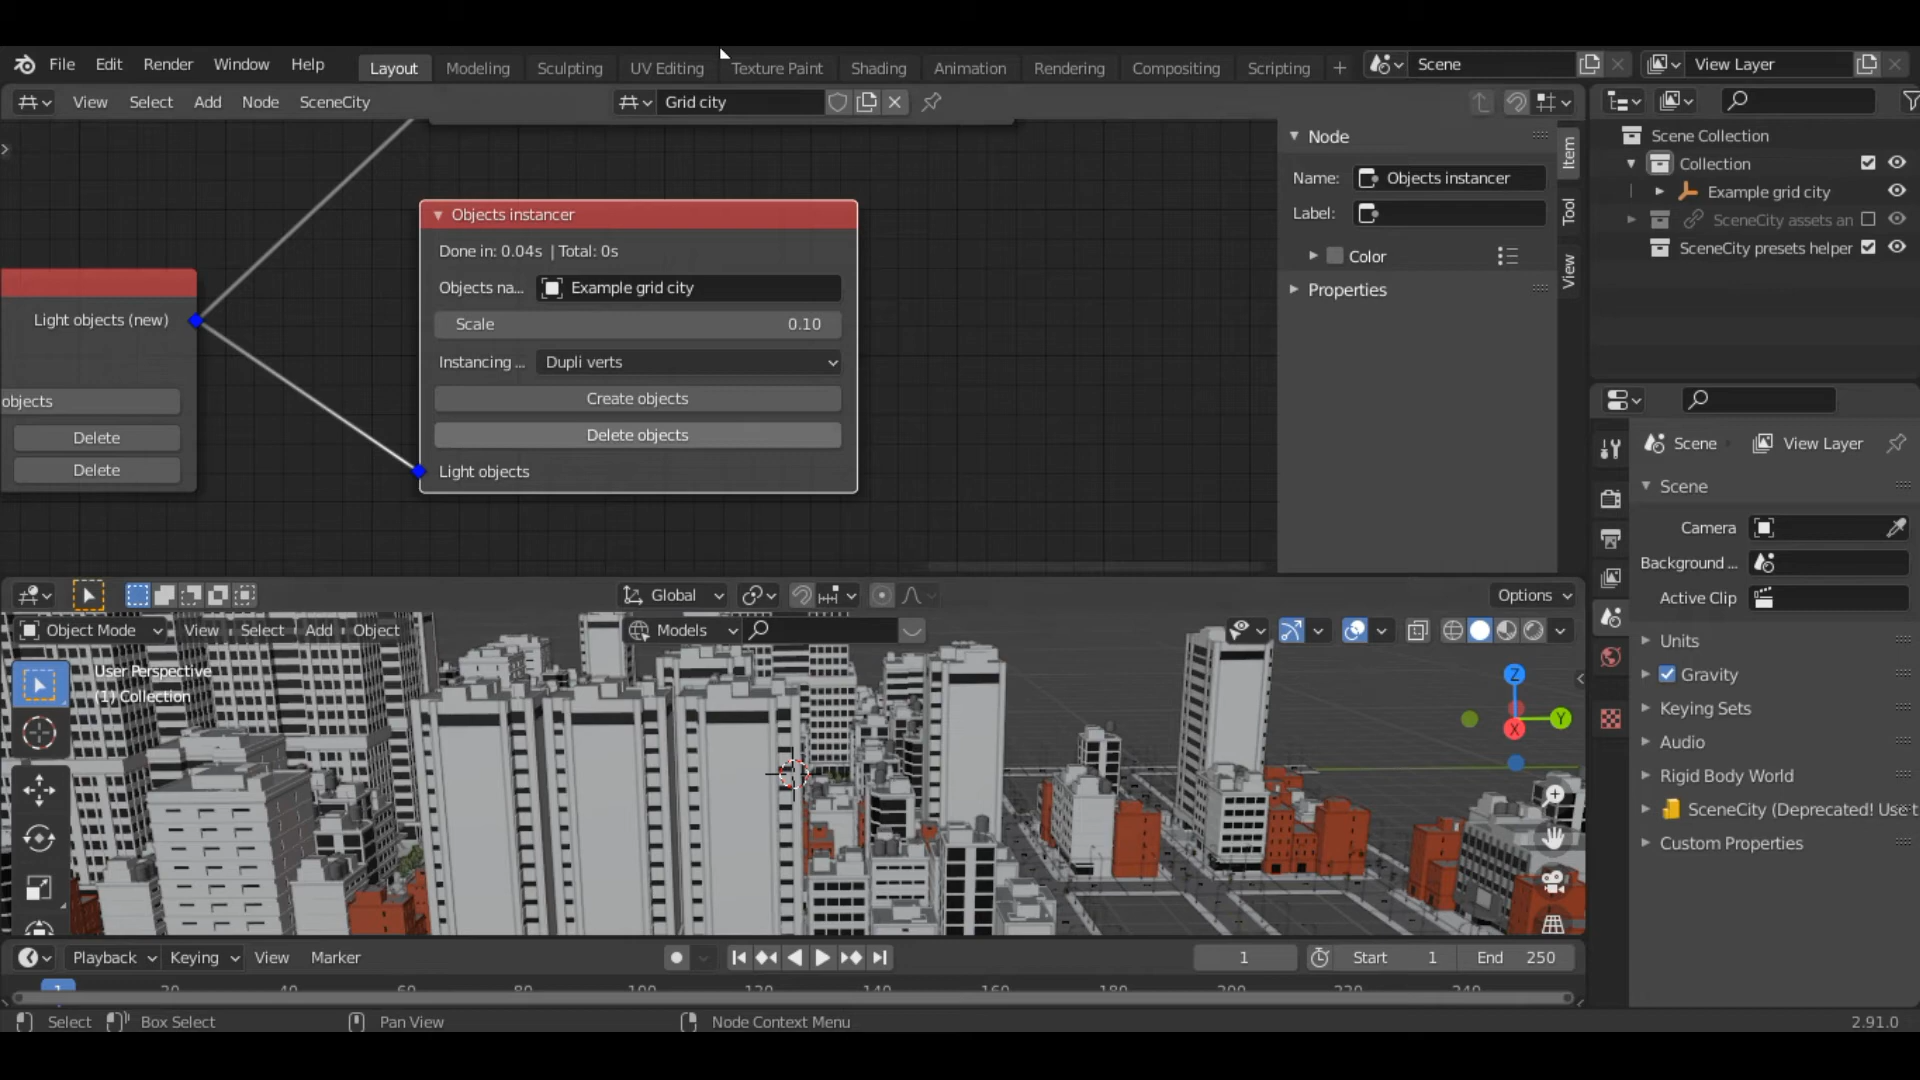 File Edit Render Window Help Layout Modeling Sculpting UV Editing Texture Paint Shading Animation Rendering Compositing Scripting + Scene View Layer
View Select Add Node SceneCity Grid city
Node
Name: Objects instancer
Label:
Color
Properties
Item
Tool
View
Objects instancer
Done in: 0.04s | Total: 0s
Objects na... Example grid city
Scale 0.10
Instancing ... Dupli verts
Create objects
Delete objects
Light objects
Light objects (new)
objects
Delete
Delete
Scene Collection
Collection
Example grid city
SceneCity assets an
SceneCity presets helper
Scene View Layer
Scene
Camera
Background ...
Active Clip
Units
Gravity
Keying Sets
Audio
Rigid Body World
SceneCity (Deprecated! Use t
Custom Properties
Global Options
Object Mode View Select Add Object Models
User Perspective
(1) Collection
Z
Y
X
Playback Keying View Marker 1 Start 1 End 250
1 20 40 60 80 100 120 140 160 180 200 220 240
Select Box Select Pan View Node Context Menu 2.91.0